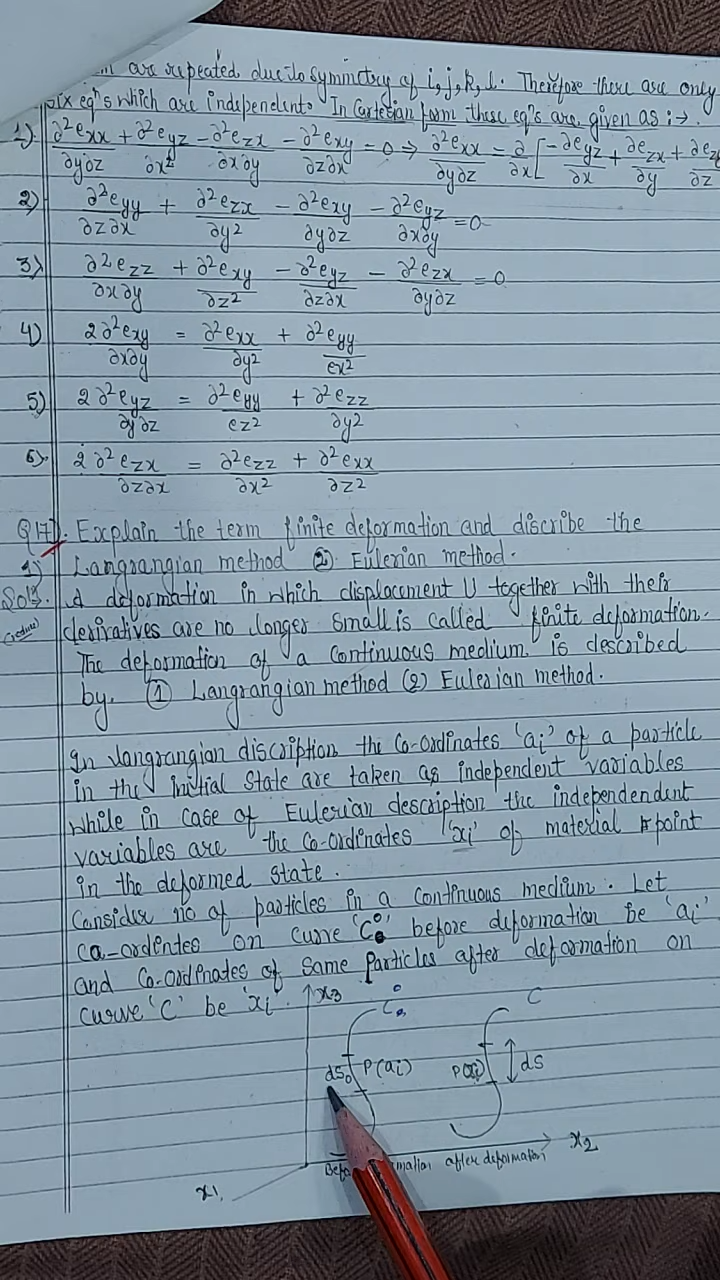 are repeated due to symmetry of i, j, k, l. Therefore there are only
six eqⁿs which are independent. In Cartesian form these eqⁿs are given as :→
1) ∂²exx/∂y∂z + ∂²eyz/∂x² - ∂²ezx/∂x∂y - ∂²exy/∂z∂x = 0 ⇒ ∂²exx/∂y∂z = ∂/∂x[-∂eyz/∂x + ∂ezx/∂y + ∂e
2) ∂²eyy/∂z∂x + ∂²ezx/∂y² - ∂²exy/∂y∂z - ∂²eyz/∂x∂y = 0
3) ∂²ezz/∂x∂y + ∂²exy/∂z² - ∂²eyz/∂z∂x - ∂²ezx/∂y∂z = 0
4) 2∂²exy/∂x∂y = ∂²exx/∂y² + ∂²eyy/ex²
5) 2∂²eyz/∂y∂z = ∂²eyy/ez² + ∂²ezz/∂y²
6) 2∂²ezx/∂z∂x = ∂²ezz/∂x² + ∂²exx/∂z²
Q17). Explain the term finite deformation and discribe the
1) Langrangian method ② Eulerian method.
Solⁿ. A deformation in which displacement U together with their
derivatives are no longer small is called finite deformation.
The deformation of a continuous medium is described
by. ① Langrangian method (2) Eulerian method.
In langrangian discription the co-ordinates 'ai' of a particle
in the initial state are taken as independent variables
while in case of Eulerian description the independendent
variables are the co-ordinates 'xi' of material point
in the deformed state.
Consider no of particles in a continuous medium. Let
co-ordintes on curve 'C₀' before deformation be 'ai'
and co-ordinates of same particles after deformation on
curve 'C' be 'xi'.
x3
C₀
C
ds₀ P(ai)
P(xi) ds
x2
after deformation
x1